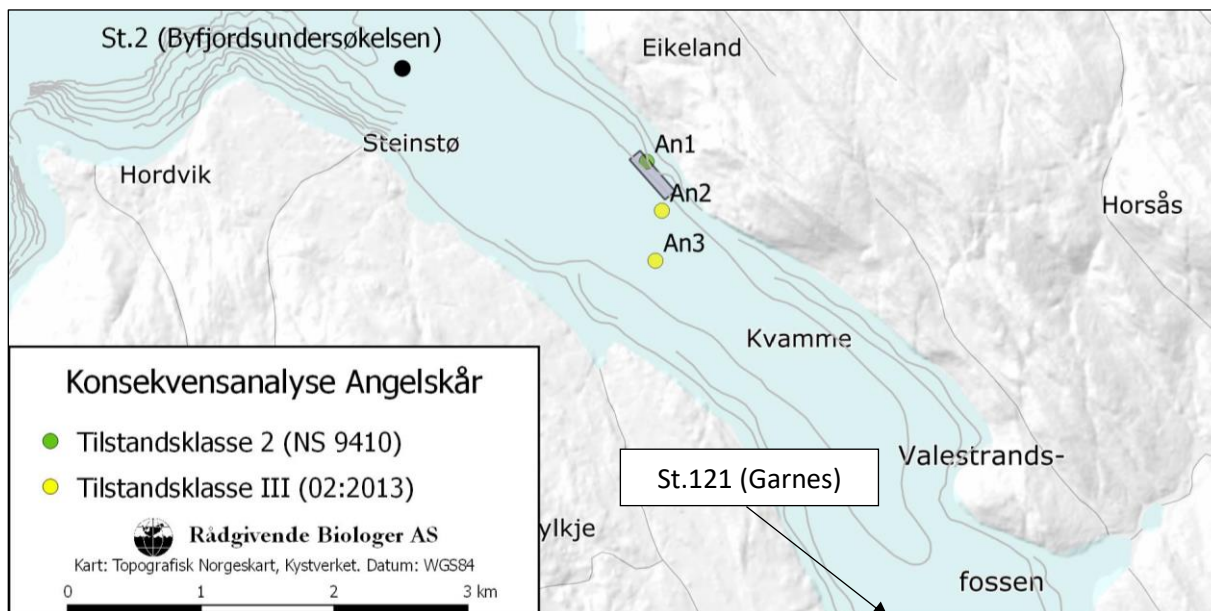 St.2 (Byfjordsundersøkelsen)
Eikeland
Steinstø
An1
Hordvik
An2
Horsås
An3
Kvamme
Konsekvensanalyse Angelskår
Tilstandsklasse 2 (NS 9410)
Tilstandsklasse III (02:2013)
Valestrands-
fossen
St.121 (Garnes)
ylkje
Rådgivende Biologer AS
Kart: Topografisk Norgeskart, Kystverket. Datum: WGS84
0 1 2 3 km